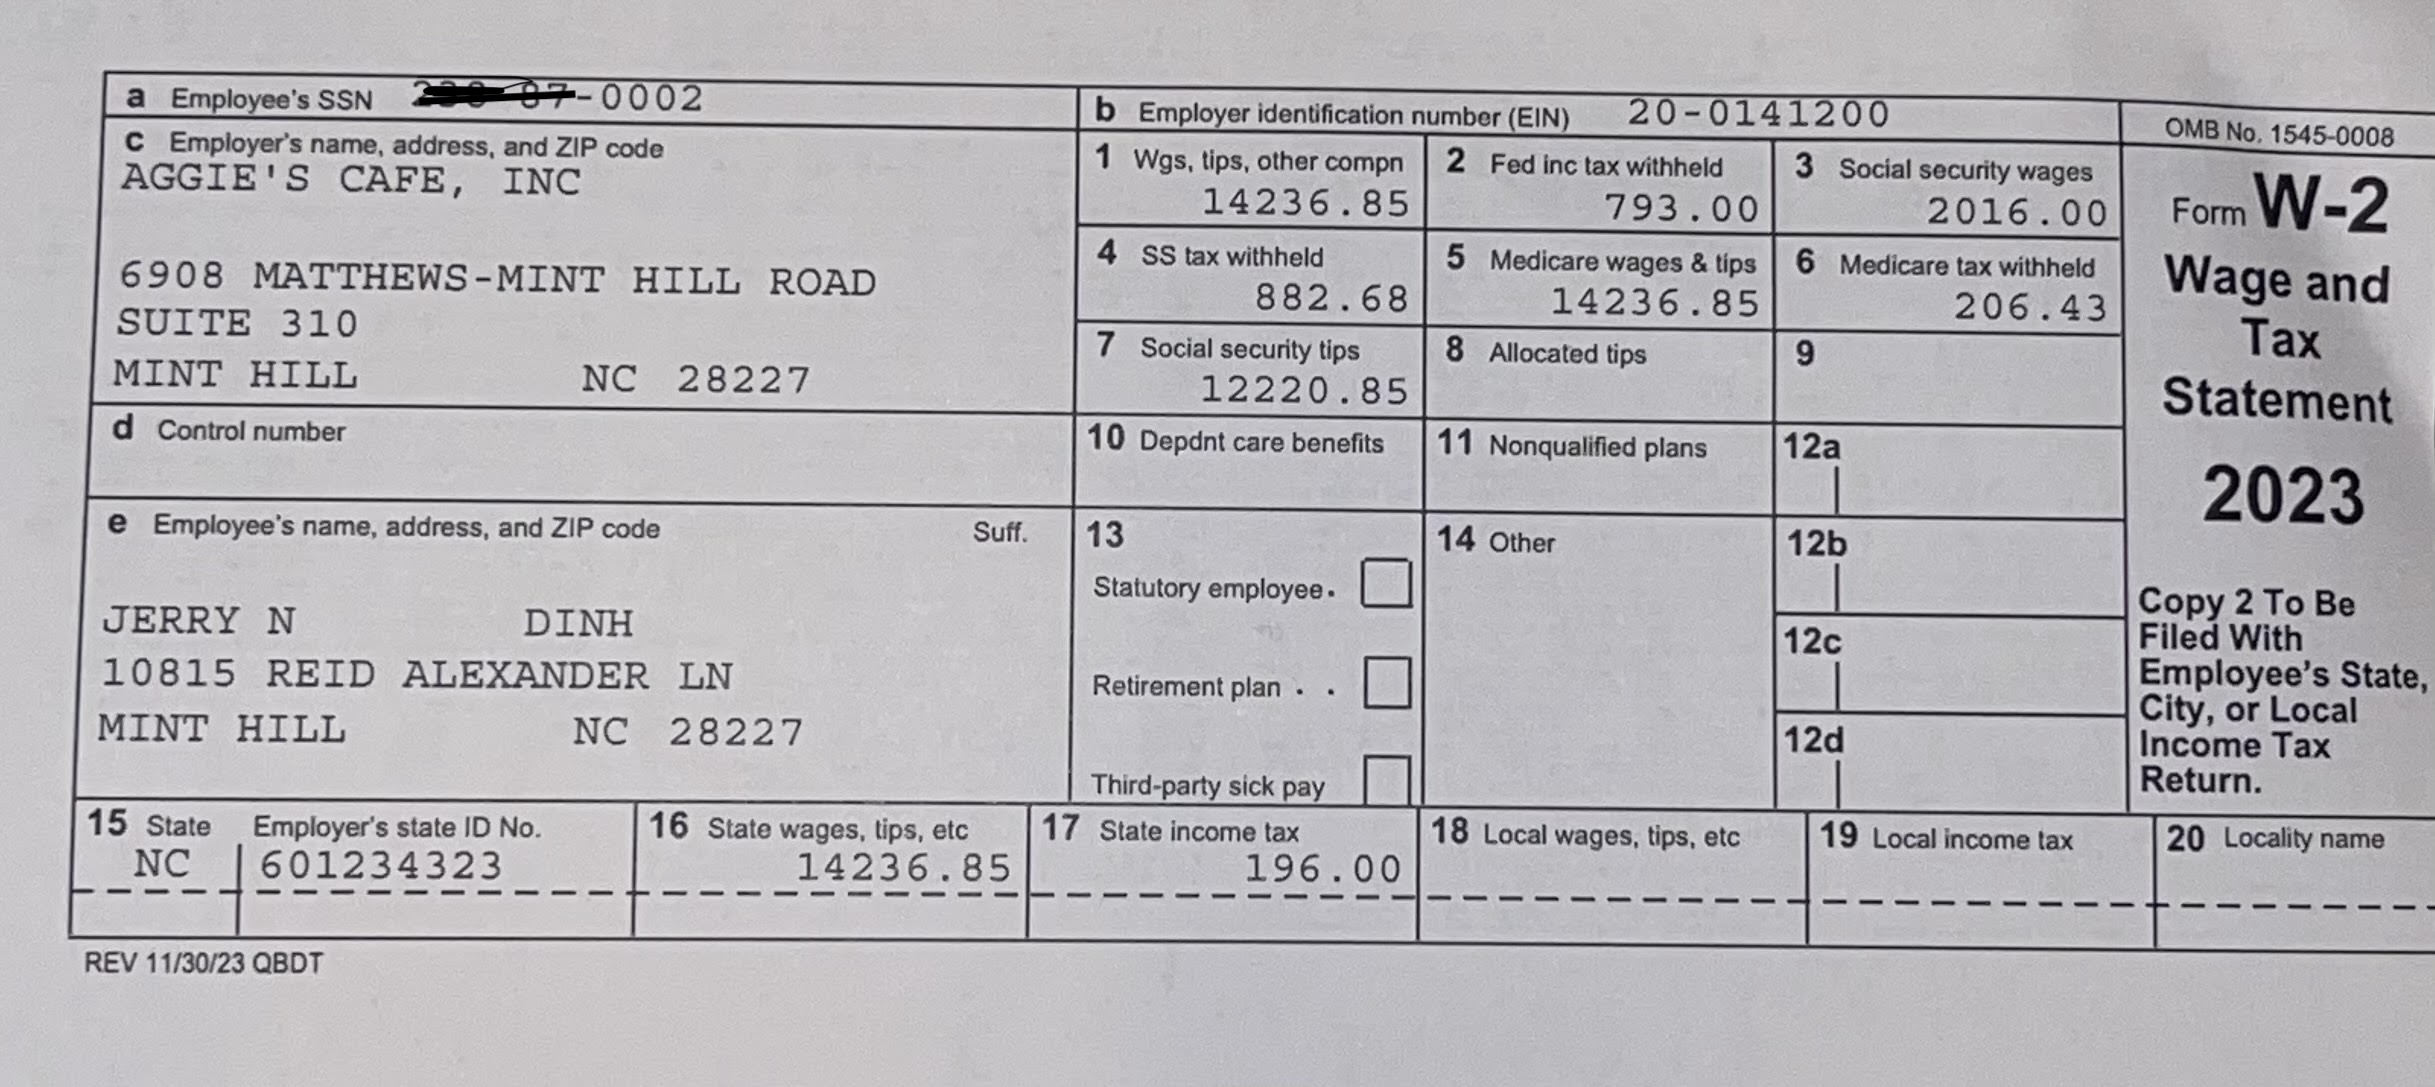 a Employee's SSN -0002
b Employer identification number (EIN) 20-0141200
OMB No. 1545-0008
c Employer's name, address, and ZIP code
AGGIE'S CAFE, INC
6908 MATTHEWS-MINT HILL ROAD
SUITE 310
MINT HILL NC 28227
1 Wgs, tips, other compn
14236.85
2 Fed inc tax withheld
793.00
3 Social security wages
2016.00
4 SS tax withheld
882.68
5 Medicare wages & tips
14236.85
6 Medicare tax withheld
206.43
7 Social security tips
12220.85
8 Allocated tips
9
d Control number
10 Depdnt care benefits
11 Nonqualified plans
12a
e Employee's name, address, and ZIP code Suff.
JERRY N DINH
10815 REID ALEXANDER LN
MINT HILL NC 28227
13
Statutory employee.
Retirement plan . .
Third-party sick pay
14 Other
12b
12c
12d
Form W-2
Wage and
Tax
Statement
2023
Copy 2 To Be
Filed With
Employee's State,
City, or Local
Income Tax
Return.
15 State Employer's state ID No.
NC 601234323
16 State wages, tips, etc
14236.85
17 State income tax
196.00
18 Local wages, tips, etc
19 Local income tax
20 Locality name
REV 11/30/23 QBDT